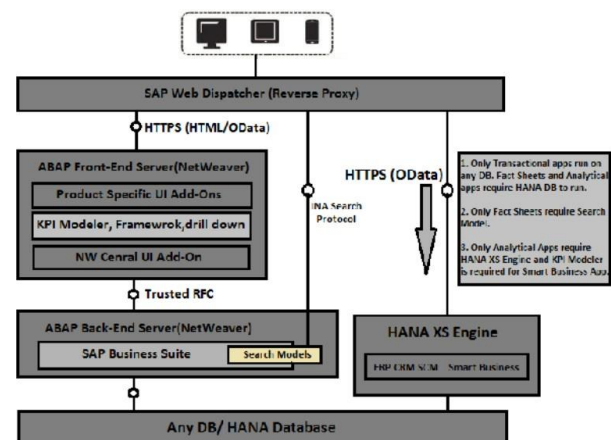 SAP Web Dispatcher (Reverse Proxy)
HTTPS (HTML/OData)
ABAP Front-End Server(NetWeaver)
Product Specific UI Add-Ons
KPI Modeler, Framewrok,drill down
NW Cenral UI Add-On
Trusted RFC
ABAP Back-End Server(NetWeaver)
SAP Business Suite
Search Models
INA Search
Protocol
HTTPS (OData)
1. Only Transactional apps run on
any DB. Fact Sheets and Analytical
apps require HANA DB to run.
2. Only Fact Sheets require Search
Model.
3. Only Analytical Apps require
HANA XS Engine and KPI Modeler
is required for Smart Business App.
HANA XS Engine
ERP CRM SCM Smart Business
Any DB/ HANA Database